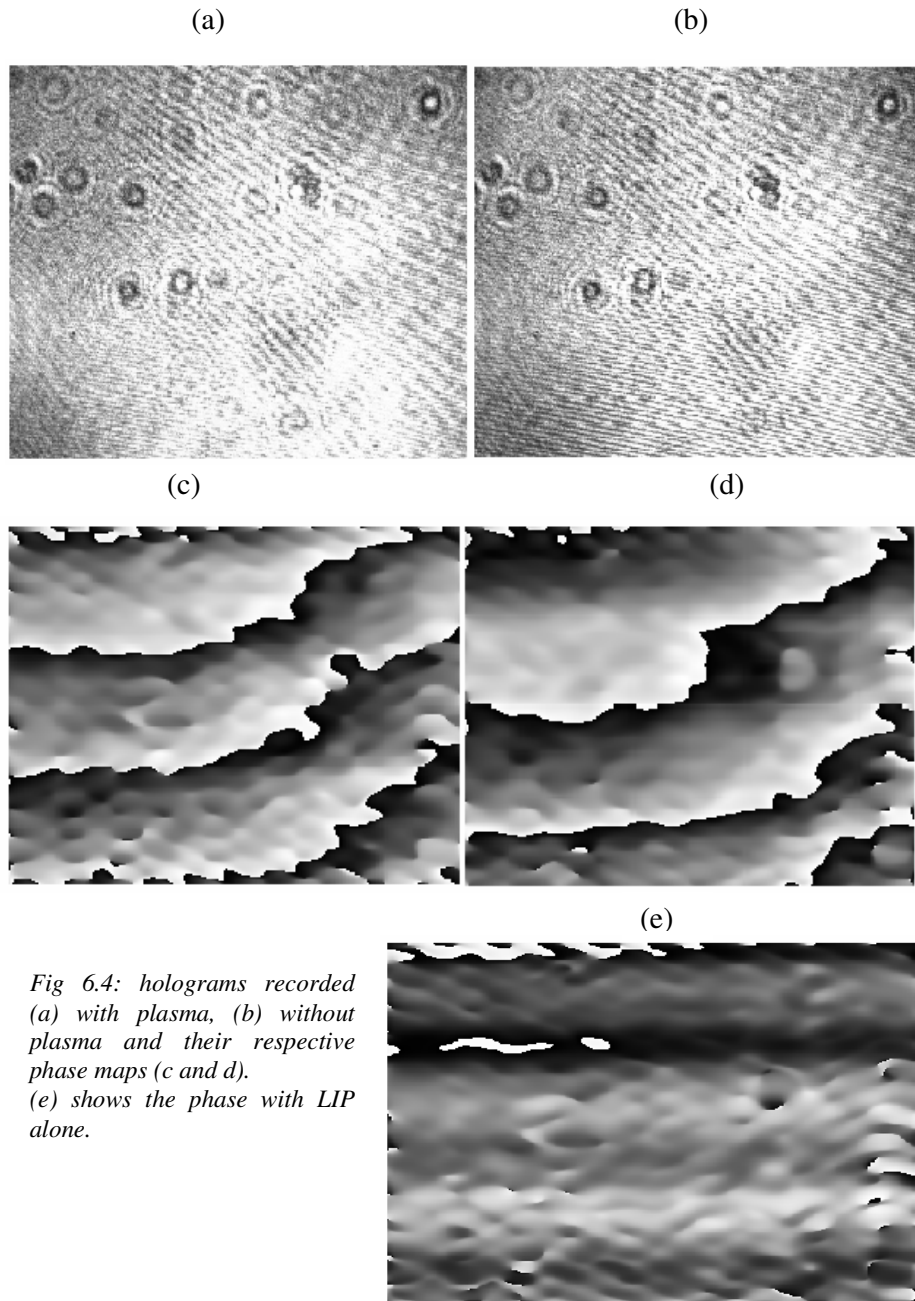 (a)
(b)
(c)
(d)
(e)
Fig 6.4: holograms recorded
(a) with plasma, (b) without
plasma and their respective
phase maps (c and d).
(e) shows the phase with LIP
alone.